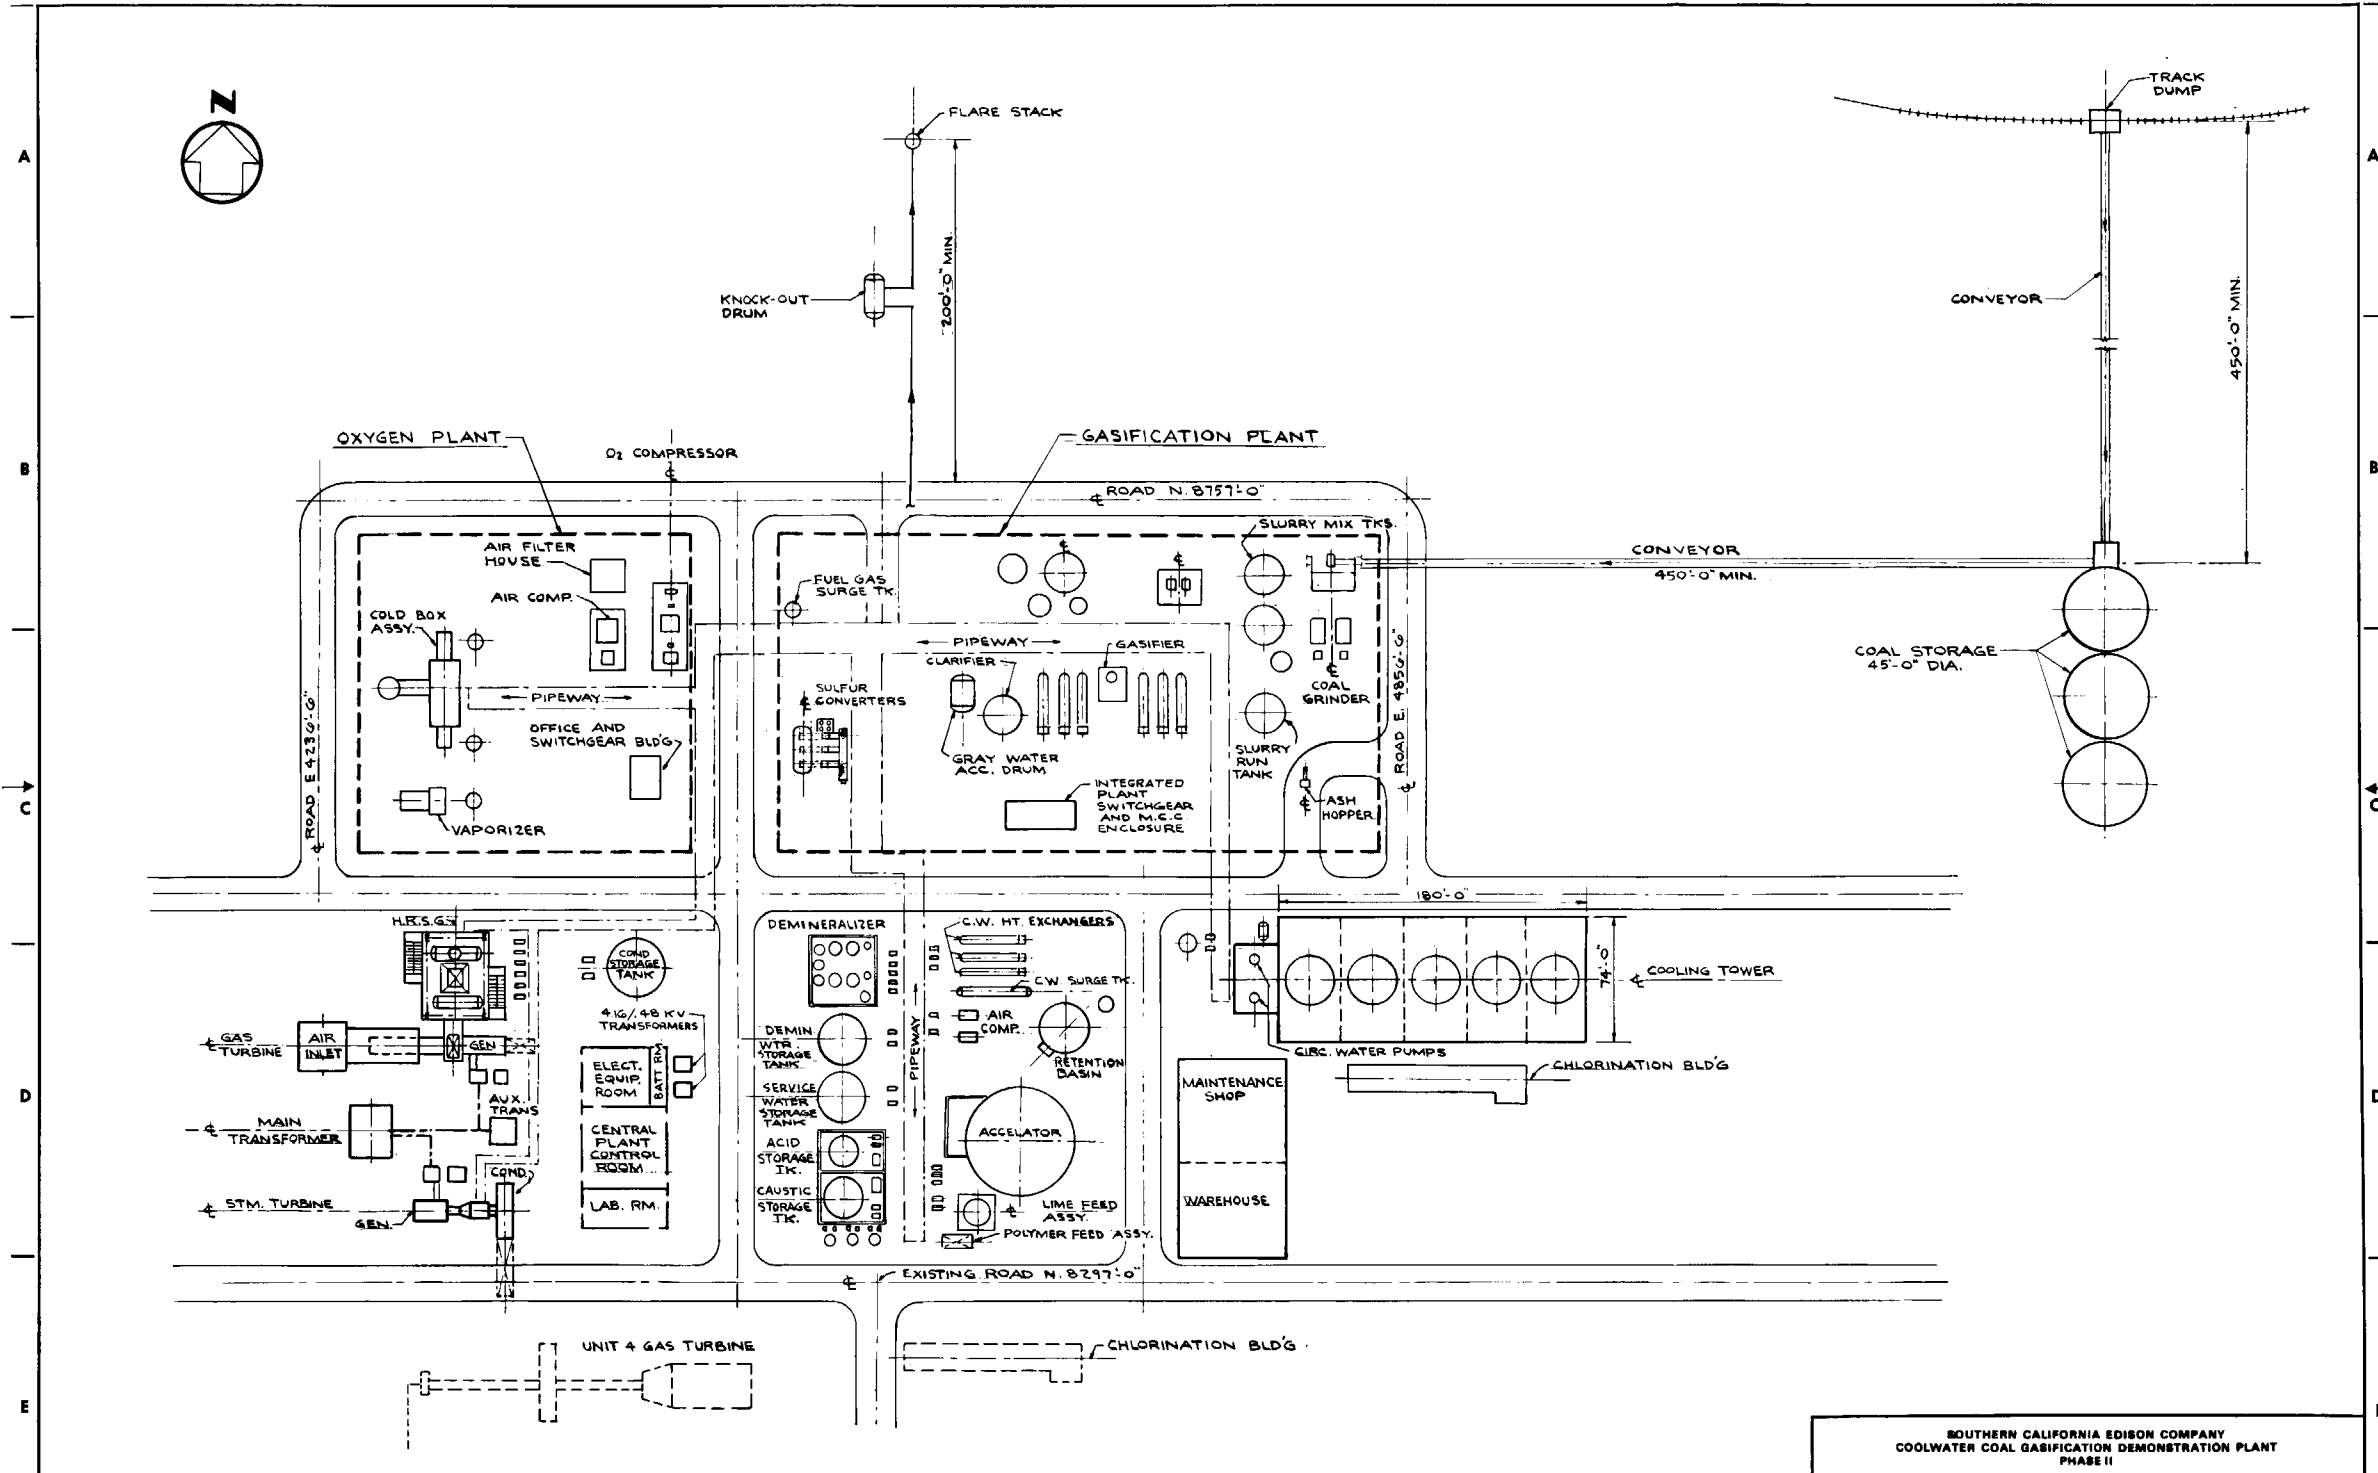 N
TRACK
DUMP
FLARE STACK
A
A
KNOCK-OUT
DRUM
200'-0" MIN.
CONVEYOR
450'-0" MIN.
OXYGEN PLANT
GASIFICATION PLANT
O2 COMPRESSOR
B
B
ROAD N. 8757'-0"
SLURRY MIX TKS.
AIR FILTER
HOUSE
CONVEYOR
450'-0" MIN.
FUEL GAS
SURGE TK.
AIR COMP.
COLD BOX
ASSY.
PIPEWAY
GASIFIER
CLARIFIER
COAL STORAGE
45'-0" DIA.
SULFUR
CONVERTERS
COAL
GRINDER
PIPEWAY
ROAD E 4236'-6"
ROAD E. 4856'-6"
OFFICE AND
SWITCHGEAR BLD'G
GRAY WATER
ACC. DRUM
SLURRY
RUN
TANK
INTEGRATED
PLANT
SWITCHGEAR
AND M.C.C.
ENCLOSURE
ASH
HOPPER
C
C
VAPORIZER
180'-0"
H.R.S.G.
DEMINERALIZER
C.W. HT. EXCHANGERS
COND
STORAGE
TANK
74'-0"
COOLING TOWER
C.W. SURGE TK.
4.16/.48 KV
TRANSFORMERS
AIR
COMP.
GAS
TURBINE
AIR
INLET
GEN
DEMIN
WTR.
STORAGE
TANK
PIPEWAY
RETENTION
BASIN
CIRC. WATER PUMPS
CHLORINATION BLD'G
ELECT.
EQUIP.
ROOM
BATT RM.
SERVICE
WATER
STORAGE
TANK
MAINTENANCE
SHOP
D
D
AUX.
TRANS
MAIN
TRANSFORMER
CENTRAL
PLANT
CONTROL
ROOM
ACID
STORAGE
TK.
ACCELATOR
COND.
CAUSTIC
STORAGE
TK.
STM. TURBINE
GEN.
LAB. RM.
LIME FEED
ASSY.
WAREHOUSE
POLYMER FEED ASSY.
EXISTING ROAD N. 8297'-0"
UNIT 4 GAS TURBINE
CHLORINATION BLD'G
E
SOUTHERN CALIFORNIA EDISON COMPANY
COOLWATER COAL GASIFICATION DEMONSTRATION PLANT
PHASE II